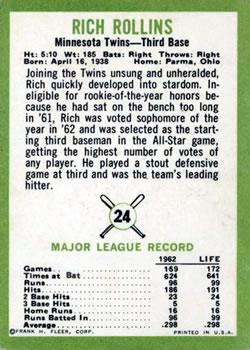 RICH ROLLINS
Minnesota Twins—Third Base
Ht: 5:10 Wt: 185 Bats: Right Throws: Right
Born: April 16, 1938 Home: Parma, Ohio
Joining the Twins unsung and unheralded,
Rich quickly developed into stardom. In-
eligible for rookie-of-the-year honors be-
cause he had sat on the bench too long
in '61, Rich was voted sophomore of the
year in '62 and was selected as the start-
ing third baseman in the All-Star game,
getting the highest number of votes of
any player. He played a stout defensive
game at third and was the team's leading
hitter.
24
MAJOR LEAGUE RECORD
1962 LIFE
Games 159 172
Times at Bat 624 641
Runs 96 99
Hits 186 191
2 Base Hits 23 24
3 Base Hits 5 5
Home Runs 16 16
Runs Batted In 96 99
Average .298 .298
©FRANK H. FLEER, CORP. PRINTED IN U.S.A.